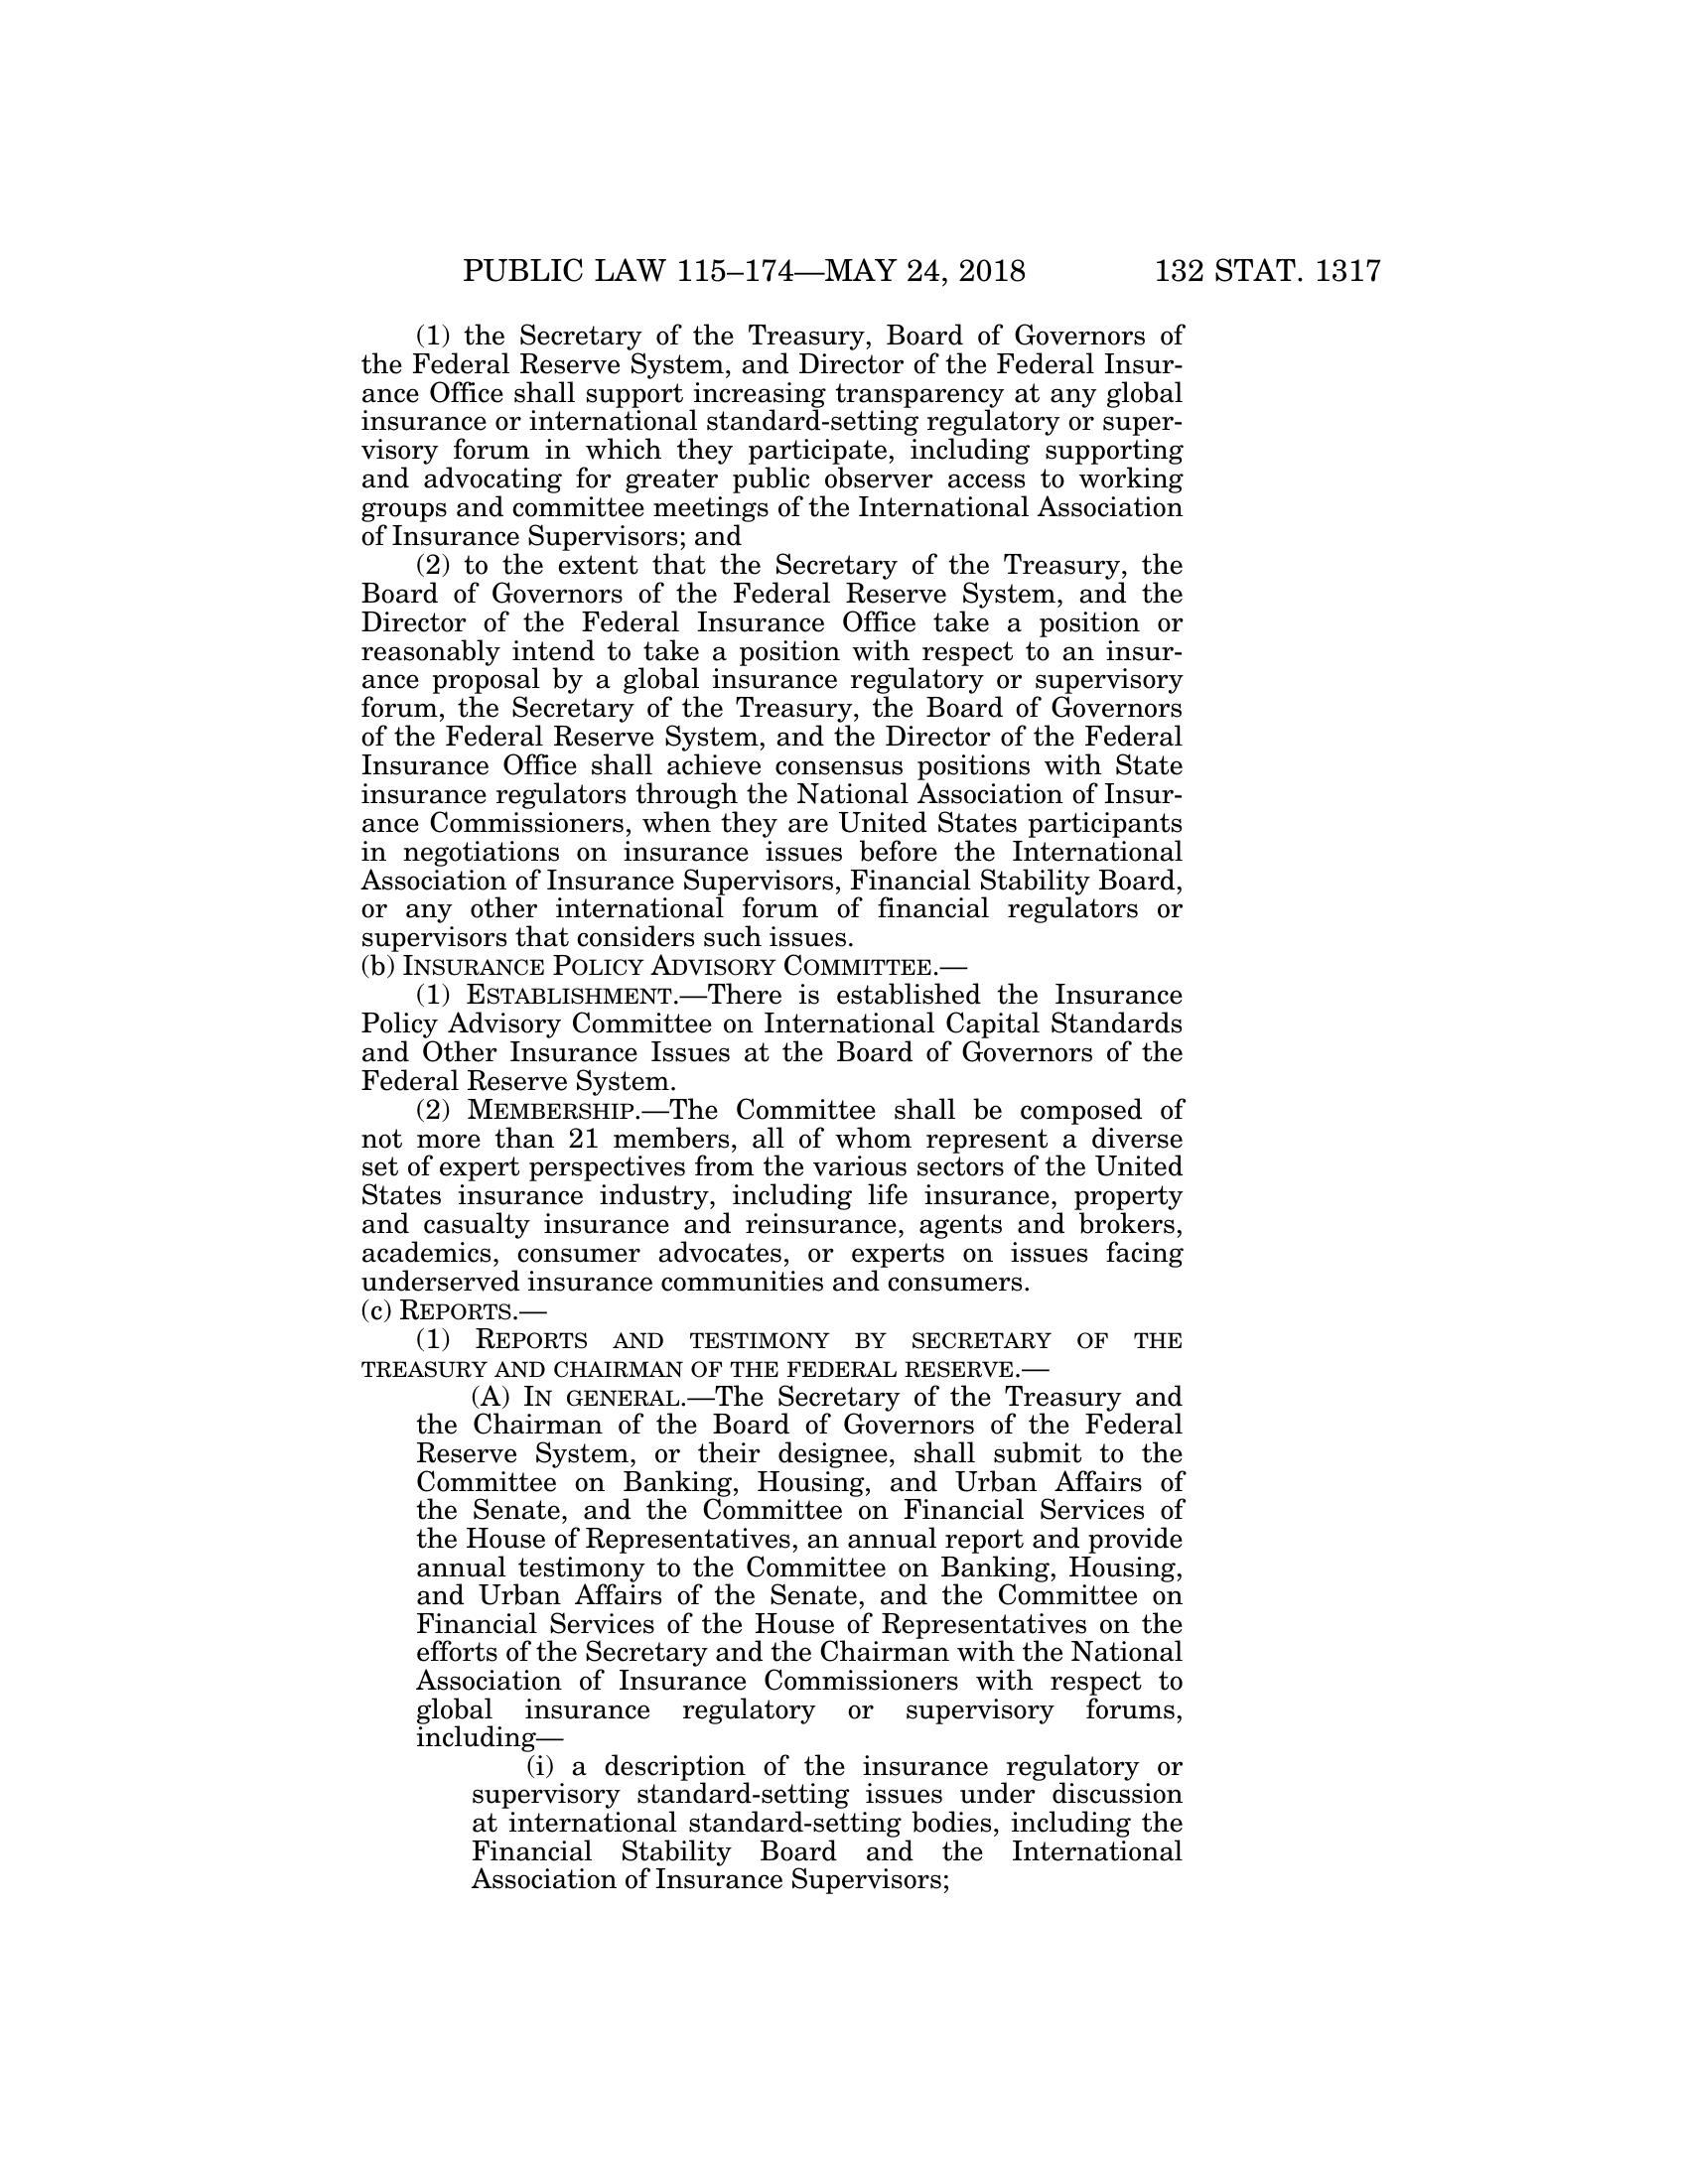 PUBLIC LAW 115–174—MAY 24, 2018 132 STAT. 1317
(1) the Secretary of the Treasury, Board of Governors of
the Federal Reserve System, and Director of the Federal Insur-
ance Office shall support increasing transparency at any global
insurance or international standard-setting regulatory or super-
visory forum in which they participate, including supporting
and advocating for greater public observer access to working
groups and committee meetings of the International Association
of Insurance Supervisors; and
(2) to the extent that the Secretary of the Treasury, the
Board of Governors of the Federal Reserve System, and the
Director of the Federal Insurance Office take a position or
reasonably intend to take a position with respect to an insur-
ance proposal by a global insurance regulatory or supervisory
forum, the Secretary of the Treasury, the Board of Governors
of the Federal Reserve System, and the Director of the Federal
Insurance Office shall achieve consensus positions with State
insurance regulators through the National Association of Insur-
ance Commissioners, when they are United States participants
in negotiations on insurance issues before the International
Association of Insurance Supervisors, Financial Stability Board,
or any other international forum of financial regulators or
supervisors that considers such issues.
(b) INSURANCE POLICY ADVISORY COMMITTEE.—
(1) ESTABLISHMENT.—There is established the Insurance
Policy Advisory Committee on International Capital Standards
and Other Insurance Issues at the Board of Governors of the
Federal Reserve System.
(2) MEMBERSHIP.—The Committee shall be composed of
not more than 21 members, all of whom represent a diverse
set of expert perspectives from the various sectors of the United
States insurance industry, including life insurance, property
and casualty insurance and reinsurance, agents and brokers,
academics, consumer advocates, or experts on issues facing
underserved insurance communities and consumers.
(c) REPORTS.—
(1) REPORTS AND TESTIMONY BY SECRETARY OF THE
TREASURY AND CHAIRMAN OF THE FEDERAL RESERVE.—
(A) IN GENERAL.—The Secretary of the Treasury and
the Chairman of the Board of Governors of the Federal
Reserve System, or their designee, shall submit to the
Committee on Banking, Housing, and Urban Affairs of
the Senate, and the Committee on Financial Services of
the House of Representatives, an annual report and provide
annual testimony to the Committee on Banking, Housing,
and Urban Affairs of the Senate, and the Committee on
Financial Services of the House of Representatives on the
efforts of the Secretary and the Chairman with the National
Association of Insurance Commissioners with respect to
global insurance regulatory or supervisory forums,
including—
(i) a description of the insurance regulatory or
supervisory standard-setting issues under discussion
at international standard-setting bodies, including the
Financial Stability Board and the International
Association of Insurance Supervisors;